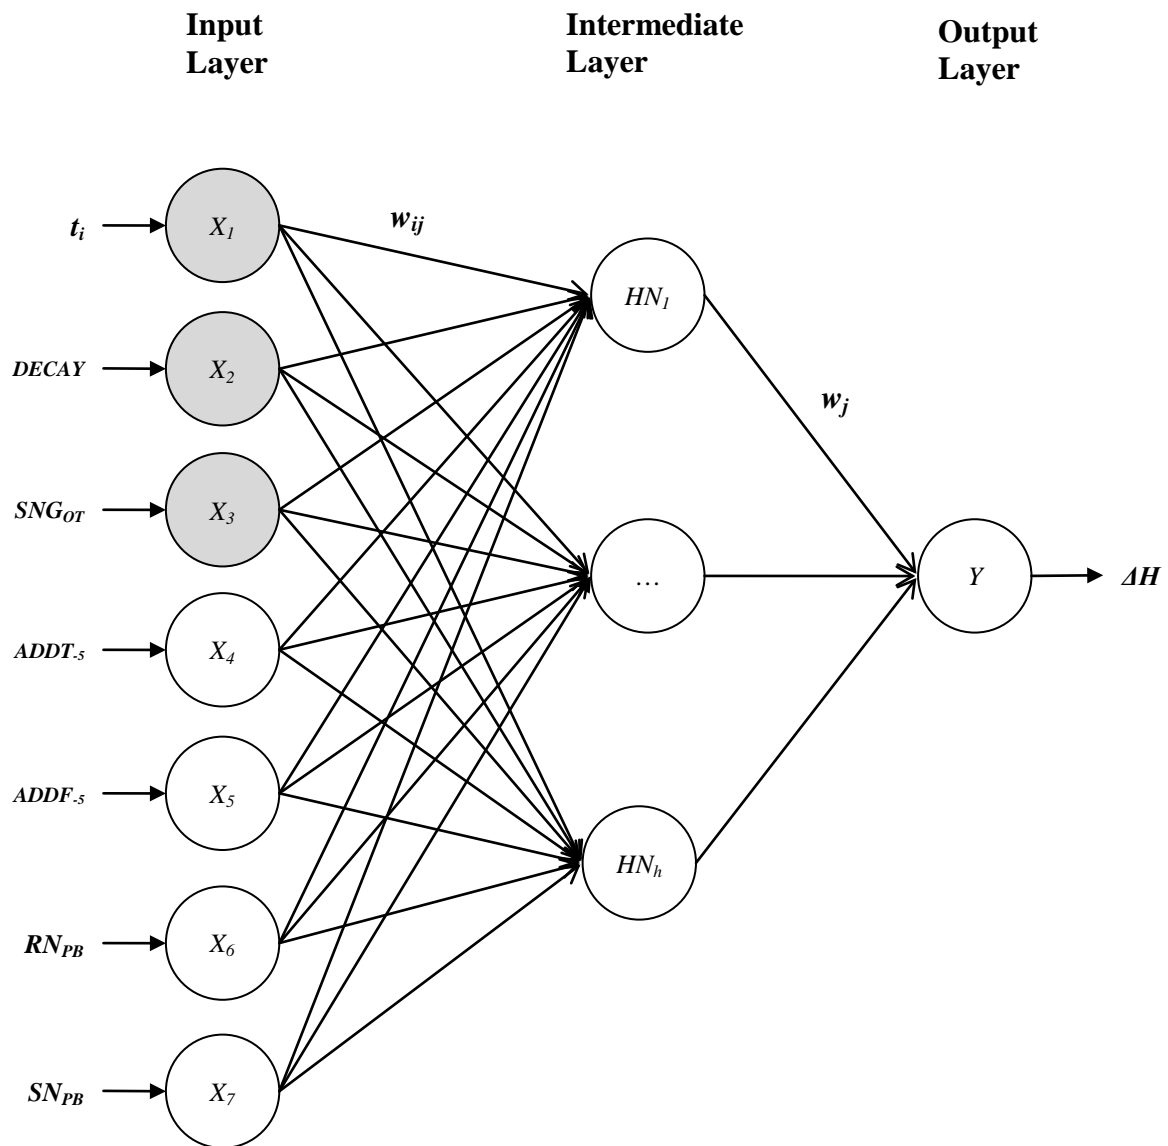 Input
Layer
Intermediate
Layer
Output
Layer
t_i
X_1
w_ij
HN_1
DECAY
X_2
w_j
SNG_OT
X_3
…
Y
ΔH
ADDT_-5
X_4
ADDF_-5
X_5
HN_h
RN_PB
X_6
SN_PB
X_7